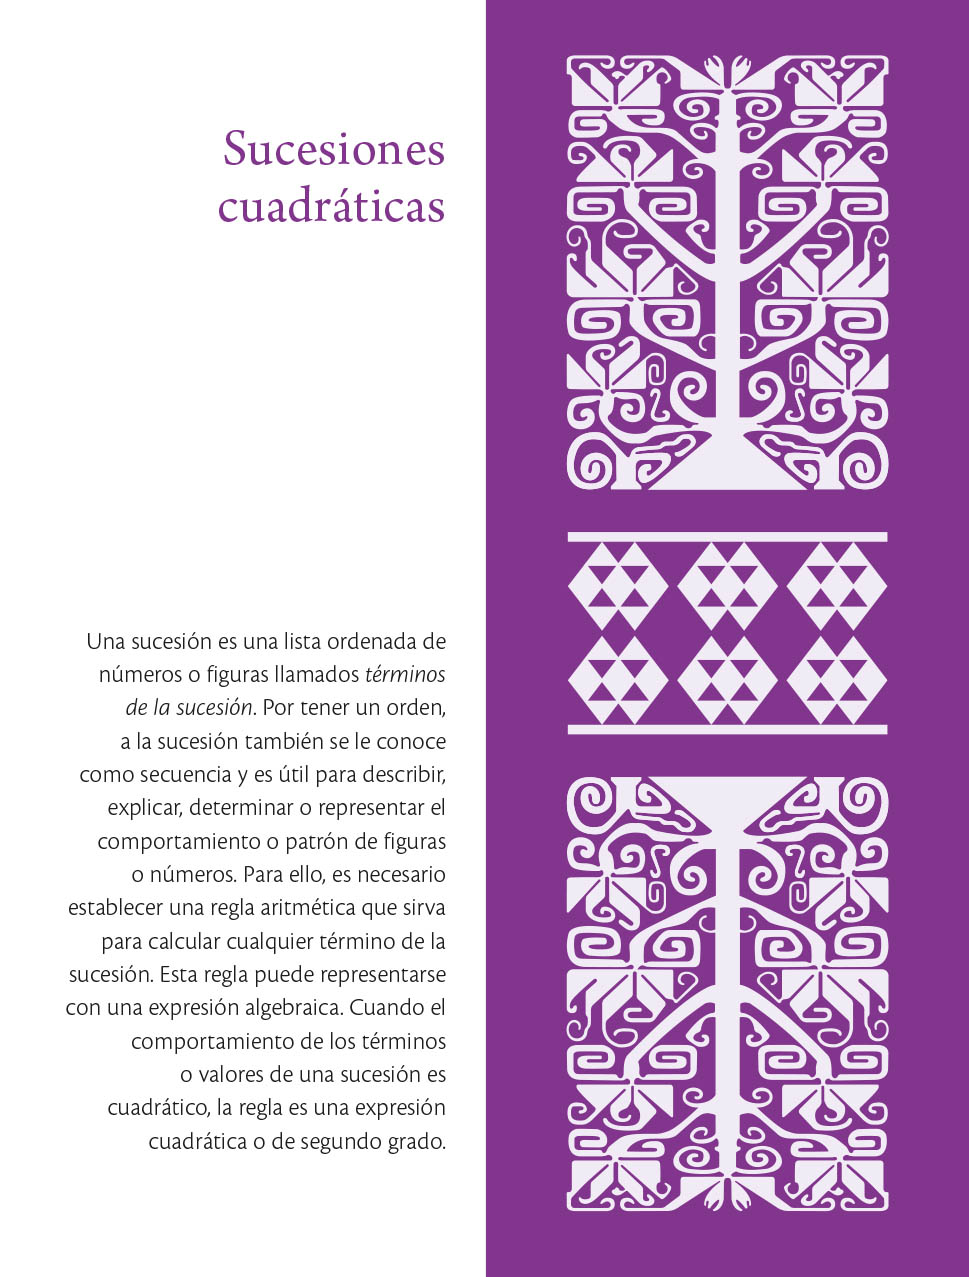 Sucesiones
cuadráticas
Una sucesión es una lista ordenada de
números o figuras llamados términos
de la sucesión. Por tener un orden,
a la sucesión también se le conoce
como secuencia y es útil para describir,
explicar, determinar o representar el
comportamiento o patrón de figuras
o números. Para ello, es necesario
establecer una regla aritmética que sirva
para calcular cualquier término de la
sucesión. Esta regla puede representarse
con una expresión algebraica. Cuando el
comportamiento de los términos
o valores de una sucesión es
cuadrático, la regla es una expresión
cuadrática o de segundo grado.